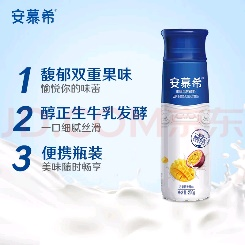 安慕希
1 馥郁双重果味
愉悦你的味蕾
2 醇正生牛乳发酵
一口细腻丝滑
3 便携瓶装
美味随时畅享
安慕希